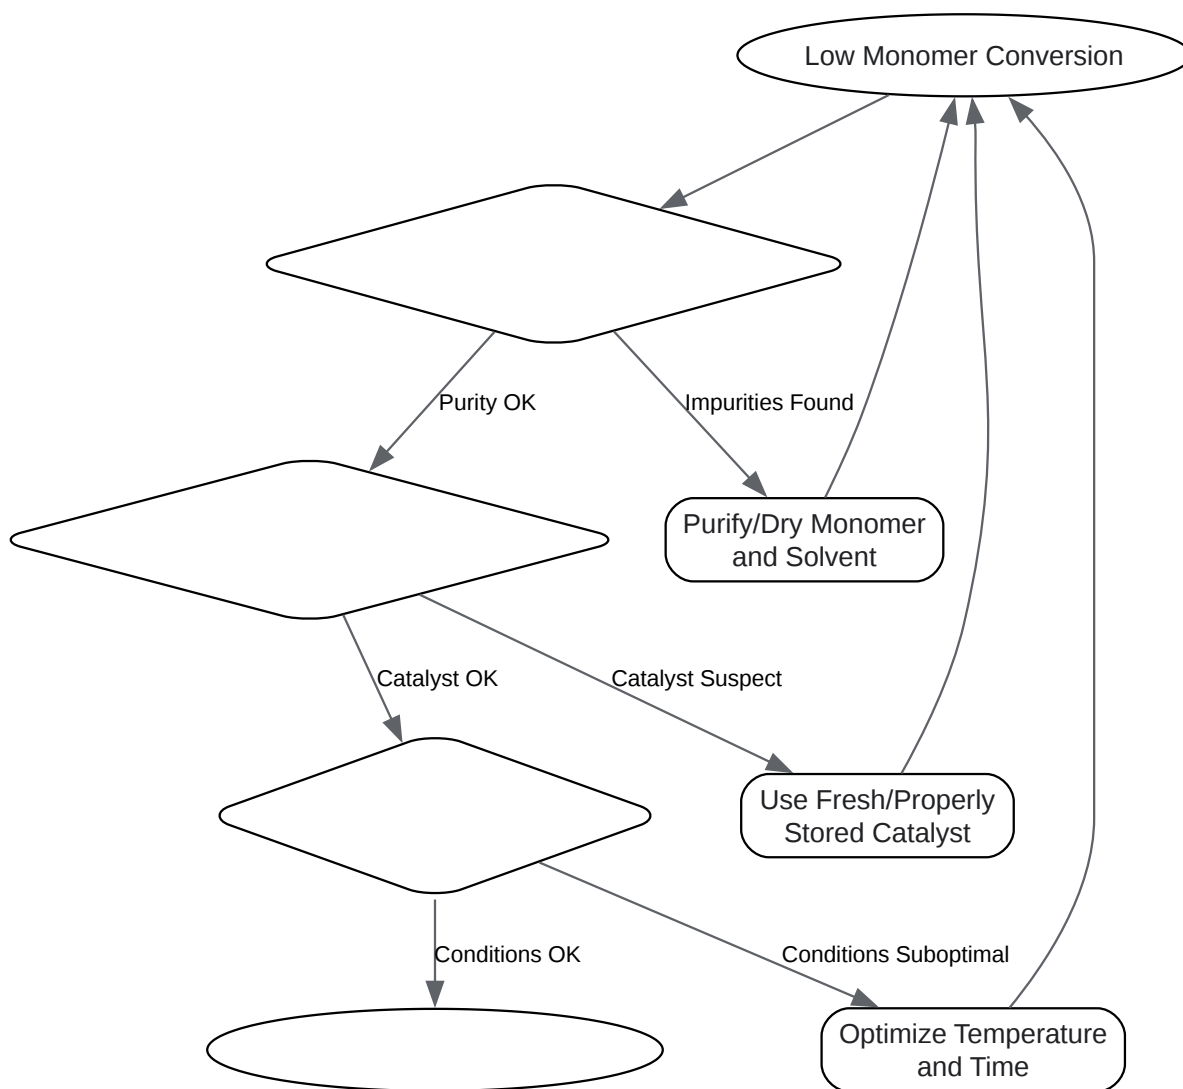 Low Monomer Conversion
Purity OK
Impurities Found
Purify/Dry Monomer
and Solvent
Catalyst OK
Catalyst Suspect
Use Fresh/Properly
Stored Catalyst
Conditions OK
Conditions Suboptimal
Optimize Temperature
and Time